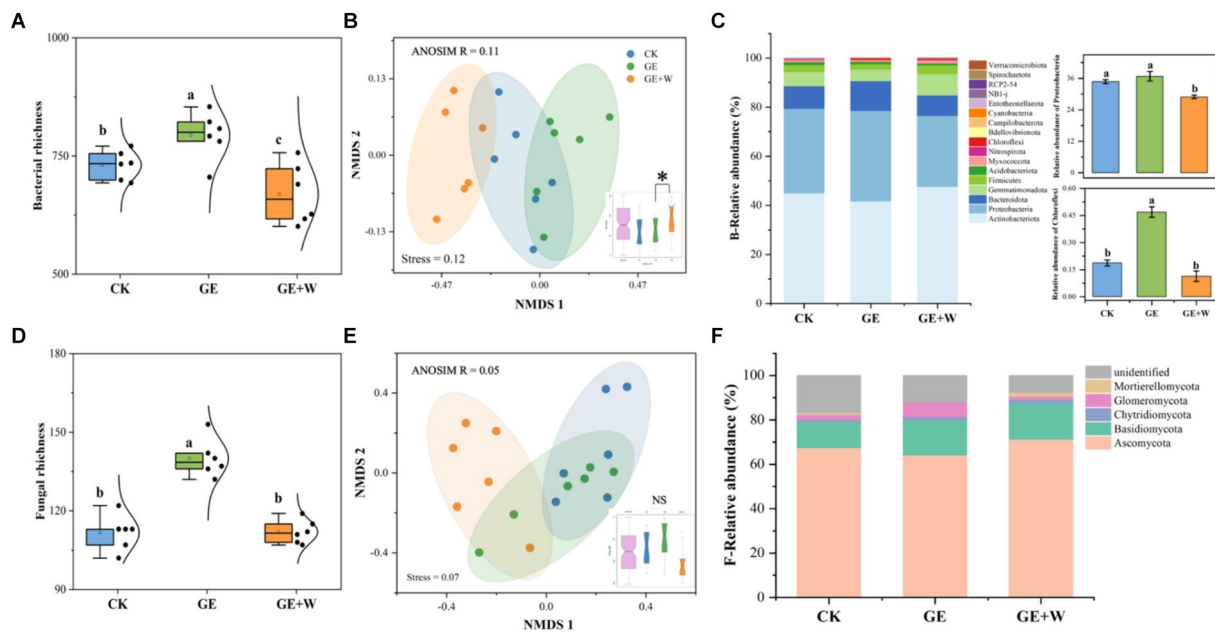 A
Bacterial rhichness
1000
750
500
b
a
c
CK
GE
GE+W
B
ANOSIM R = 0.11
CK
GE
GE+W
NMDS 2
0.13
0.00
-0.13
*
Stress = 0.12
-0.47
0.00
0.47
NMDS 1
C
B-Relative abundance (%)
100
80
60
40
20
0
CK
GE
GE+W
Verrucomicrobiota
Spirochaetota
RCP2-54
NB1-j
Entotheonellaeota
Cyanobacteria
Campilobacterota
Bdellovibrionota
Chloroflexi
Nitrospirota
Myxococcota
Acidobacteriota
Firmicutes
Gemmatimonadota
Bacteroidota
Proteobacteria
Actinobacteriota
Relative abundance of Proteobacteria
36
24
12
0
a
a
b
Relative abundance of Chloroflexi
0.60
0.45
0.30
0.15
0.00
b
a
b
CK
GE
GE+W
D
Fungal rhichness
180
150
120
90
b
a
b
CK
GE
GE+W
E
ANOSIM R = 0.05
NMDS 2
0.4
0.0
-0.4
NS
Stress = 0.07
-0.4
0.0
0.4
NMDS 1
F
F-Relative abundance (%)
100
80
60
40
20
0
CK
GE
GE+W
unidentified
Mortierellomycota
Glomeromycota
Chytridiomycota
Basidiomycota
Ascomycota